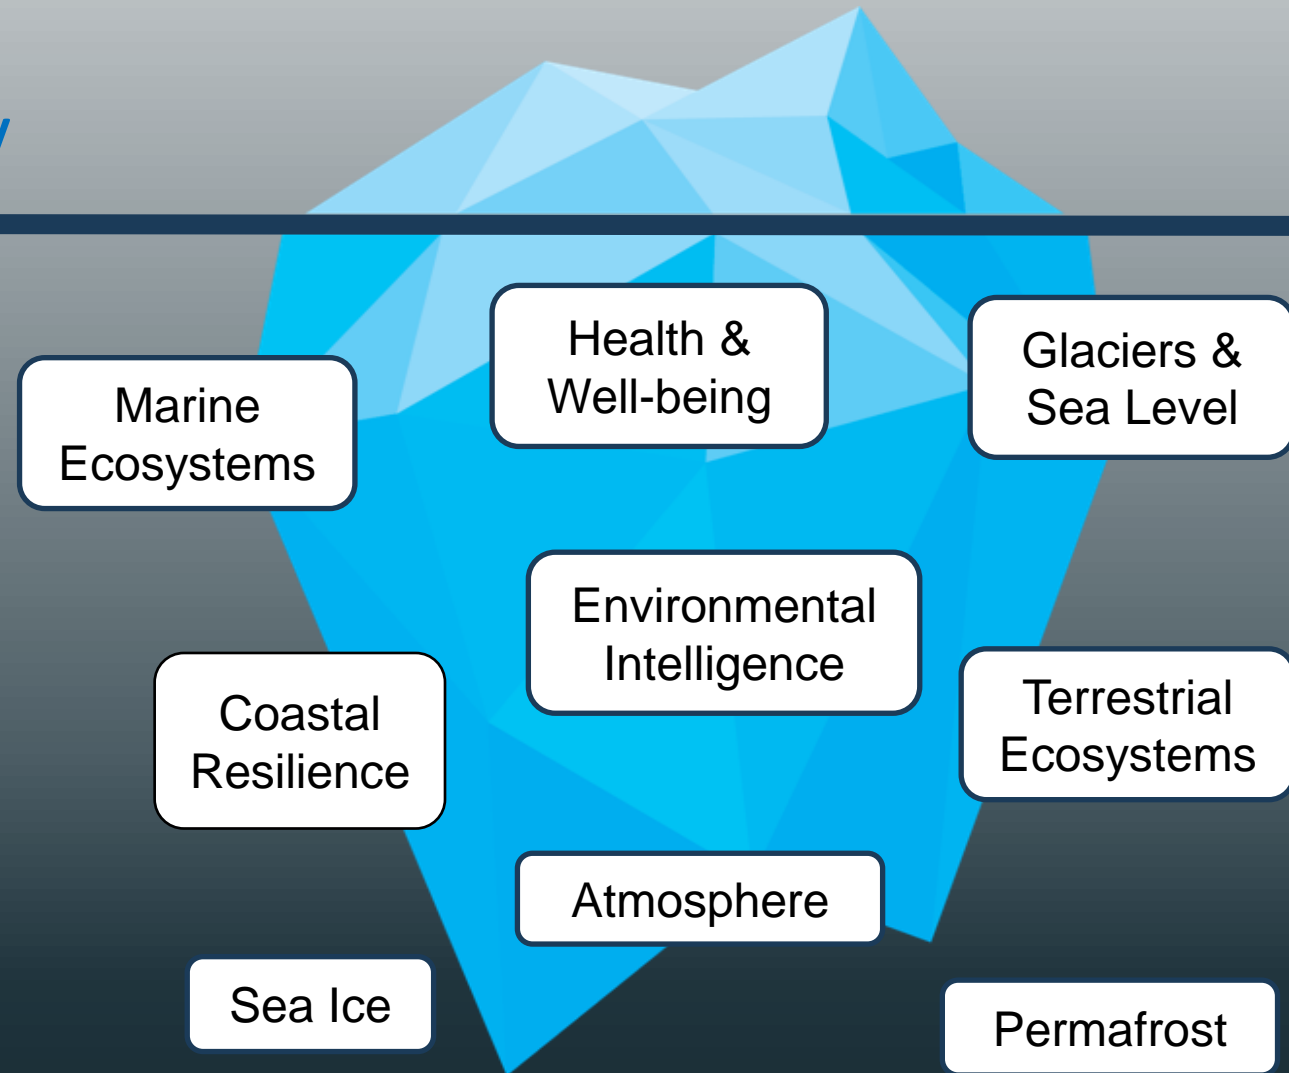 Health &
Well-being
Glaciers &
Sea Level
Marine
Ecosystems
Environmental
Intelligence
Coastal
Resilience
Terrestrial
Ecosystems
Atmosphere
Sea Ice
Permafrost